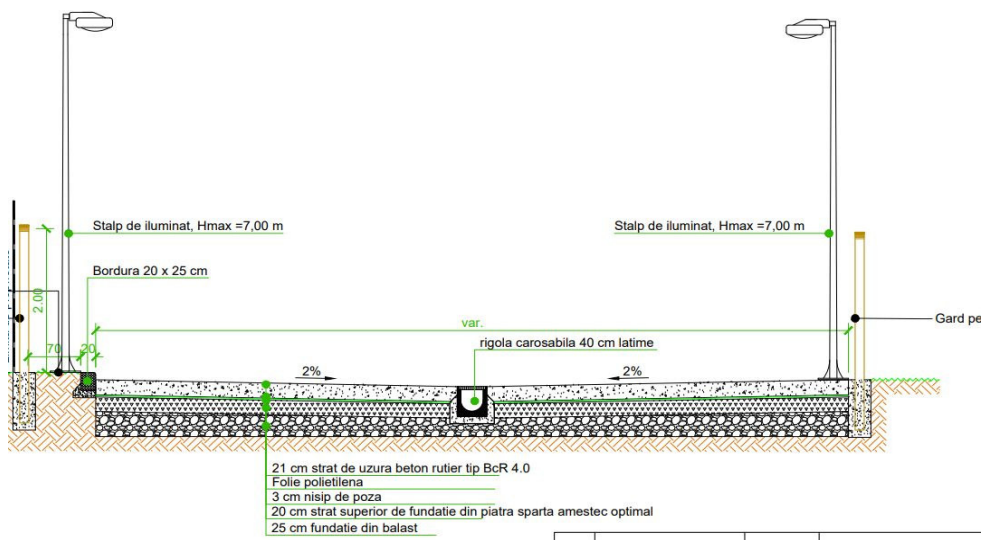 Stalp de iluminat, Hmax =7,00 m
Stalp de iluminat, Hmax =7,00 m
Bordura 20 x 25 cm
2.00
var.
Gard pe
70
20
rigola carosabila 40 cm latime
2%
2%
21 cm strat de uzura beton rutier tip BcR 4.0
Folie polietilena
3 cm nisip de poza
20 cm strat superior de fundatie din piatra sparta amestec optimal
25 cm fundatie din balast